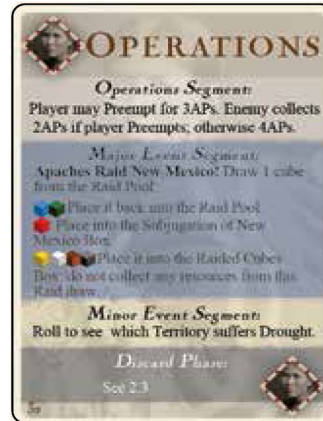 OPERATIONS
Operations Segment:
Player may Preempt for 3APs. Enemy collects
2APs if player Preempts, otherwise 4APs.
Major Event Segment:
Apaches Raid New Mexico! Draw 1 cube
from the Raid Pool:
Place it back into the Raid Pool
Place into the Subjugation of New
Mexico Box.
Place it into the Raided Cubes
Box; do not collect any resources from this
Raid draw.
Minor Event Segment:
Roll to see which Territory suffers Drought.
Discard Phase:
See 2.3